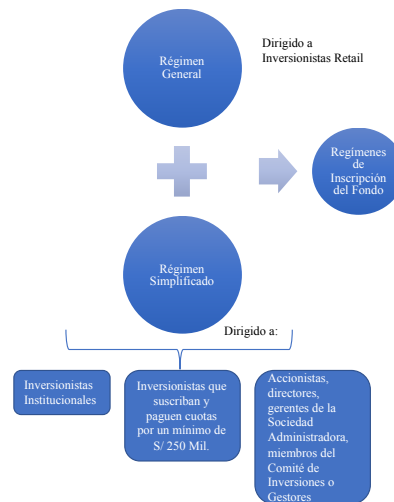 Régimen
General
Dirigido a
Inversionistas Retail
Regímenes
de
Inscripción
del Fondo
Régimen
Simplificado
Dirigido a:
Inversionistas
Institucionales
Inversionistas que
suscriban y
paguen cuotas
por un mínimo de
S/ 250 Mil.
Accionistas,
directores,
gerentes de la
Sociedad
Administradora,
miembros del
Comité de
Inversiones o
Gestores